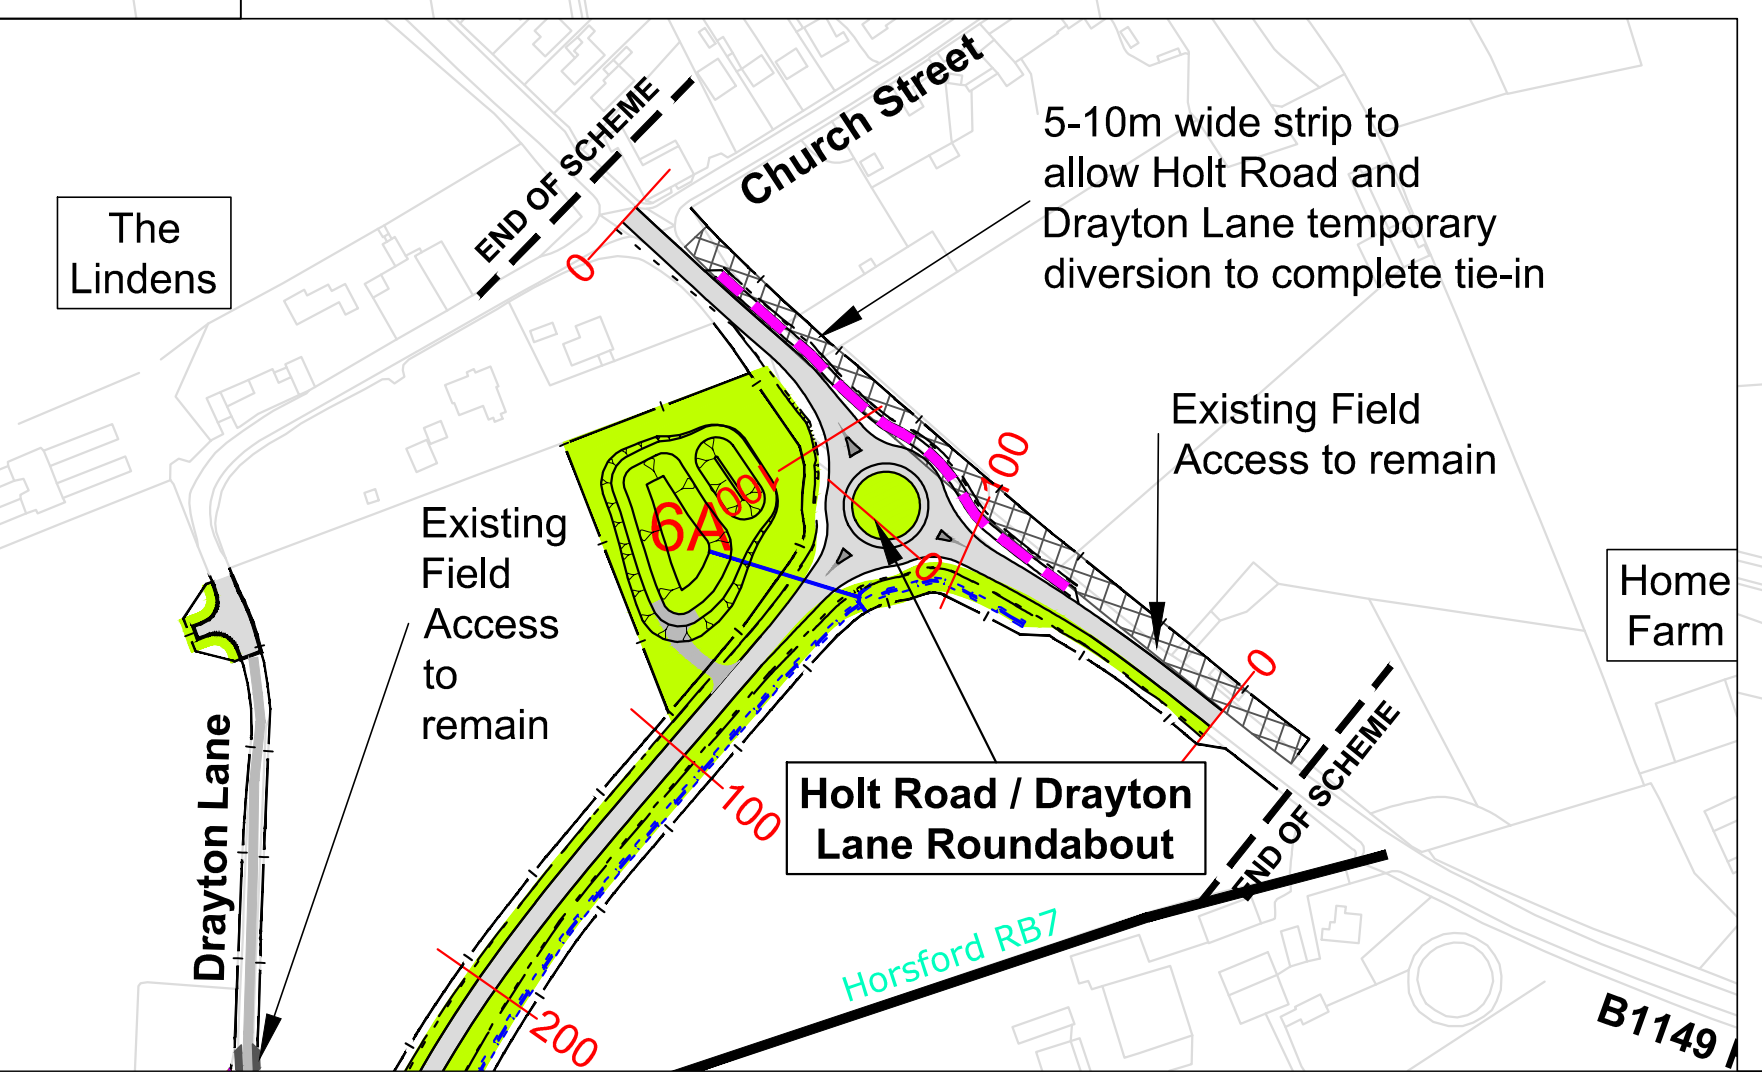 END OF SCHEME
Church Street
5-10m wide strip to
allow Holt Road and
Drayton Lane temporary
diversion to complete tie-in
The
Lindens
0
Existing Field
Access to remain
100
100
6A
Existing
Field
Access
to
remain
0
Home
Farm
0
Drayton Lane
100
Holt Road / Drayton
Lane Roundabout
END OF SCHEME
Horsford RB7
200
B1149